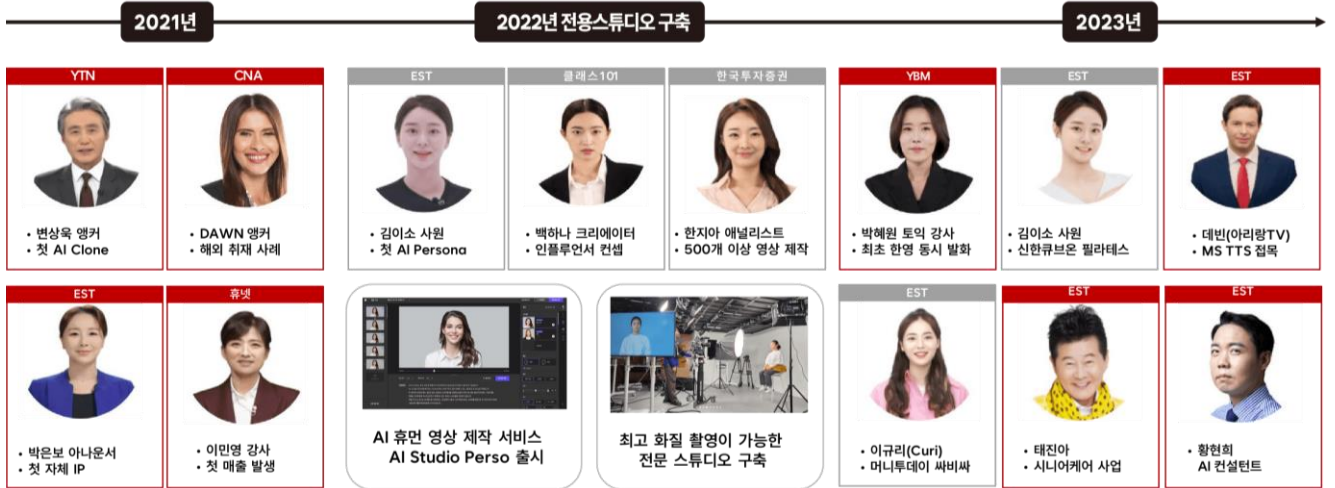 2021년
2022년 전용스튜디오 구축
2023년
YTN
변상욱 앵커
첫 AI Clone
CNA
DAWN 앵커
해외 취재 사례
EST
김이소 사원
첫 AI Persona
클래스101
백하나 크리에이터
인플루언서 컨셉
한국투자증권
한지아 애널리스트
500개 이상 영상 제작
YBM
박혜원 토익 강사
최초 한영 동시 발화
EST
김이소 사원
신한큐브온 필라테스
EST
데빈(아리랑TV)
MS TTS 접목
EST
박은보 아나운서
첫 자체 IP
휴넷
이민영 강사
첫 매출 발생
AI 휴먼 영상 제작 서비스
AI Studio Perso 출시
최고 화질 촬영이 가능한
전문 스튜디오 구축
EST
이규리(Curi)
머니투데이 싸비싸
EST
태진아
시니어케어 사업
EST
황현희
AI 컨설턴트